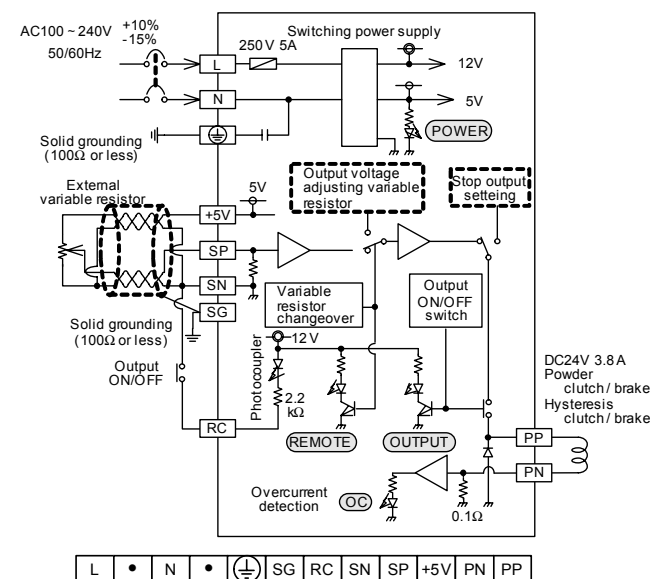 AC100 ~ 240V +10%
-15%
50/60Hz
L
250V 5A
Switching power supply
12V
N
5V
POWER
Solid grounding
(100Ω or less)
External
variable resistor
5V
Output voltage
adjusting variable
resistor
Stop output
setteing
+5V
SP
SN
SG
Variable
resistor
changeover
Output
ON/OFF
switch
Solid grounding
(100Ω or less)
12V
Output
ON/OFF
Photocoupler
2.2
kΩ
DC24V 3.8A
Powder
clutch / brake
Hysteresis
clutch / brake
RC
REMOTE
OUTPUT
PP
PN
Overcurrent
detection
OC
0.1Ω
L • N • SG RC SN SP +5V PN PP